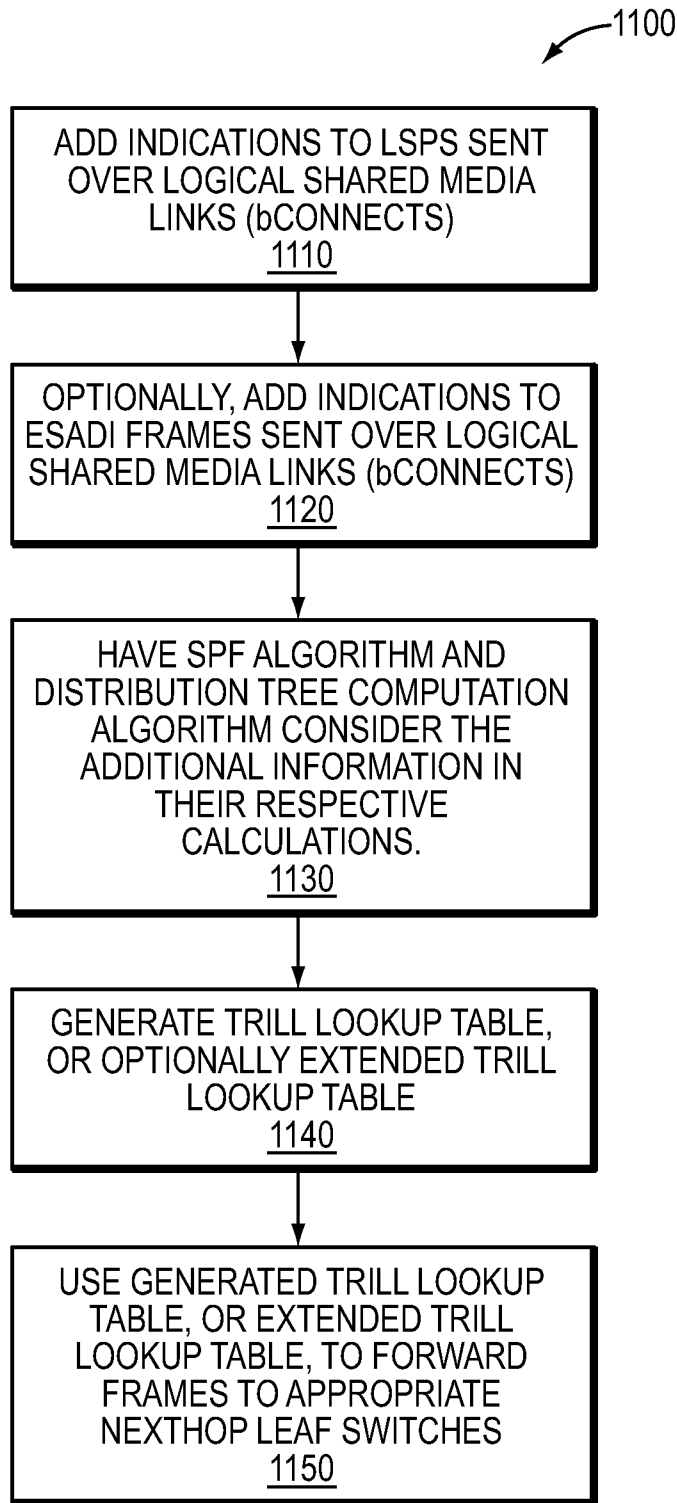 1100
ADD INDICATIONS TO LSPS SENT
OVER LOGICAL SHARED MEDIA
LINKS (bCONNECTS)
1110
OPTIONALLY, ADD INDICATIONS TO
ESADI FRAMES SENT OVER LOGICAL
SHARED MEDIA LINKS (bCONNECTS)
1120
HAVE SPF ALGORITHM AND
DISTRIBUTION TREE COMPUTATION
ALGORITHM CONSIDER THE
ADDITIONAL INFORMATION IN
THEIR RESPECTIVE
CALCULATIONS.
1130
GENERATE TRILL LOOKUP TABLE,
OR OPTIONALLY EXTENDED TRILL
LOOKUP TABLE
1140
USE GENERATED TRILL LOOKUP
TABLE, OR EXTENDED TRILL
LOOKUP TABLE, TO FORWARD
FRAMES TO APPROPRIATE
NEXTHOP LEAF SWITCHES
1150